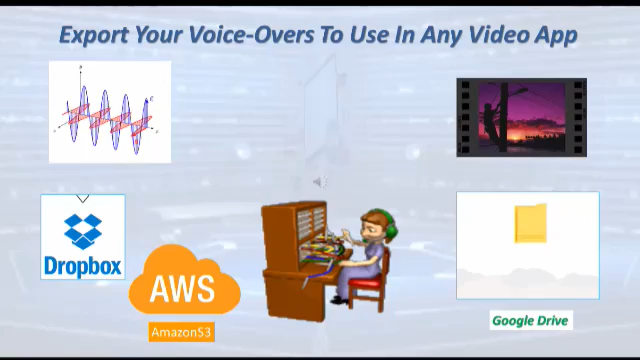 Export Your Voice-Overs To Use In Any Video App
Dropbox
AWS
AmazonS3
Google Drive